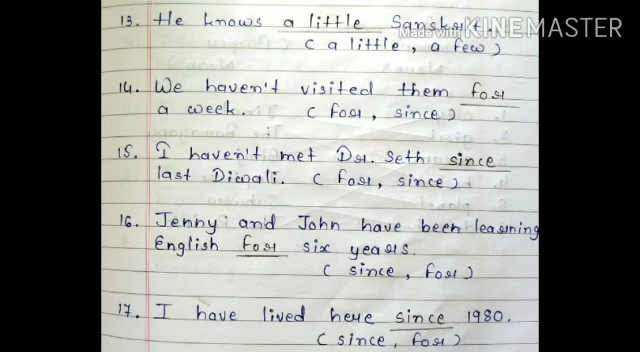 13. He knows a little Sanskrit.
Made with KINEMASTER
( a little , a few )
14. We haven't visited them for
a week. ( for , since )
15. I haven't met Dr. Seth since
last Diwali. ( for, since )
16. Jenny and John have been learning
English for six years.
( since , for )
17. I have lived here since 1980.
( since , for )